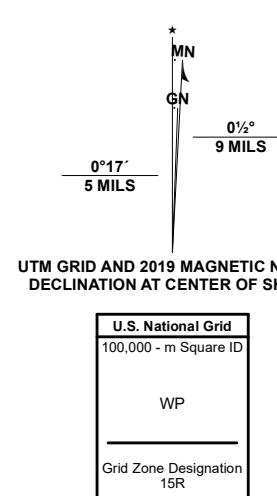 ★
MN
GN
0½°
9 MILS
0°17´
5 MILS
UTM GRID AND 2019 MAGNETIC N
DECLINATION AT CENTER OF SH
U.S. National Grid
100,000 - m Square ID
WP
Grid Zone Designation
15R